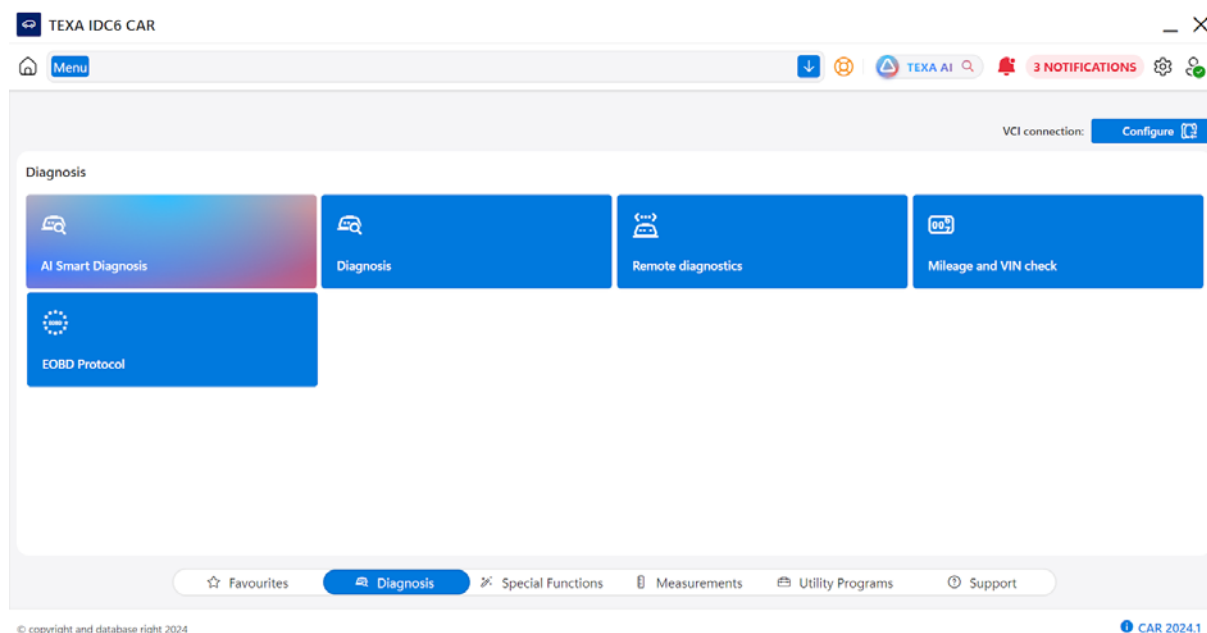 TEXA IDC6 CAR
Menu
TEXA AI
3 NOTIFICATIONS
VCI connection:
Configure
Diagnosis
AI Smart Diagnosis
Diagnosis
Remote diagnostics
Mileage and VIN check
EOBD
EOBD Protocol
Favourites
Diagnosis
Special Functions
Measurements
Utility Programs
Support
© copyright and database right 2024
CAR 2024.1